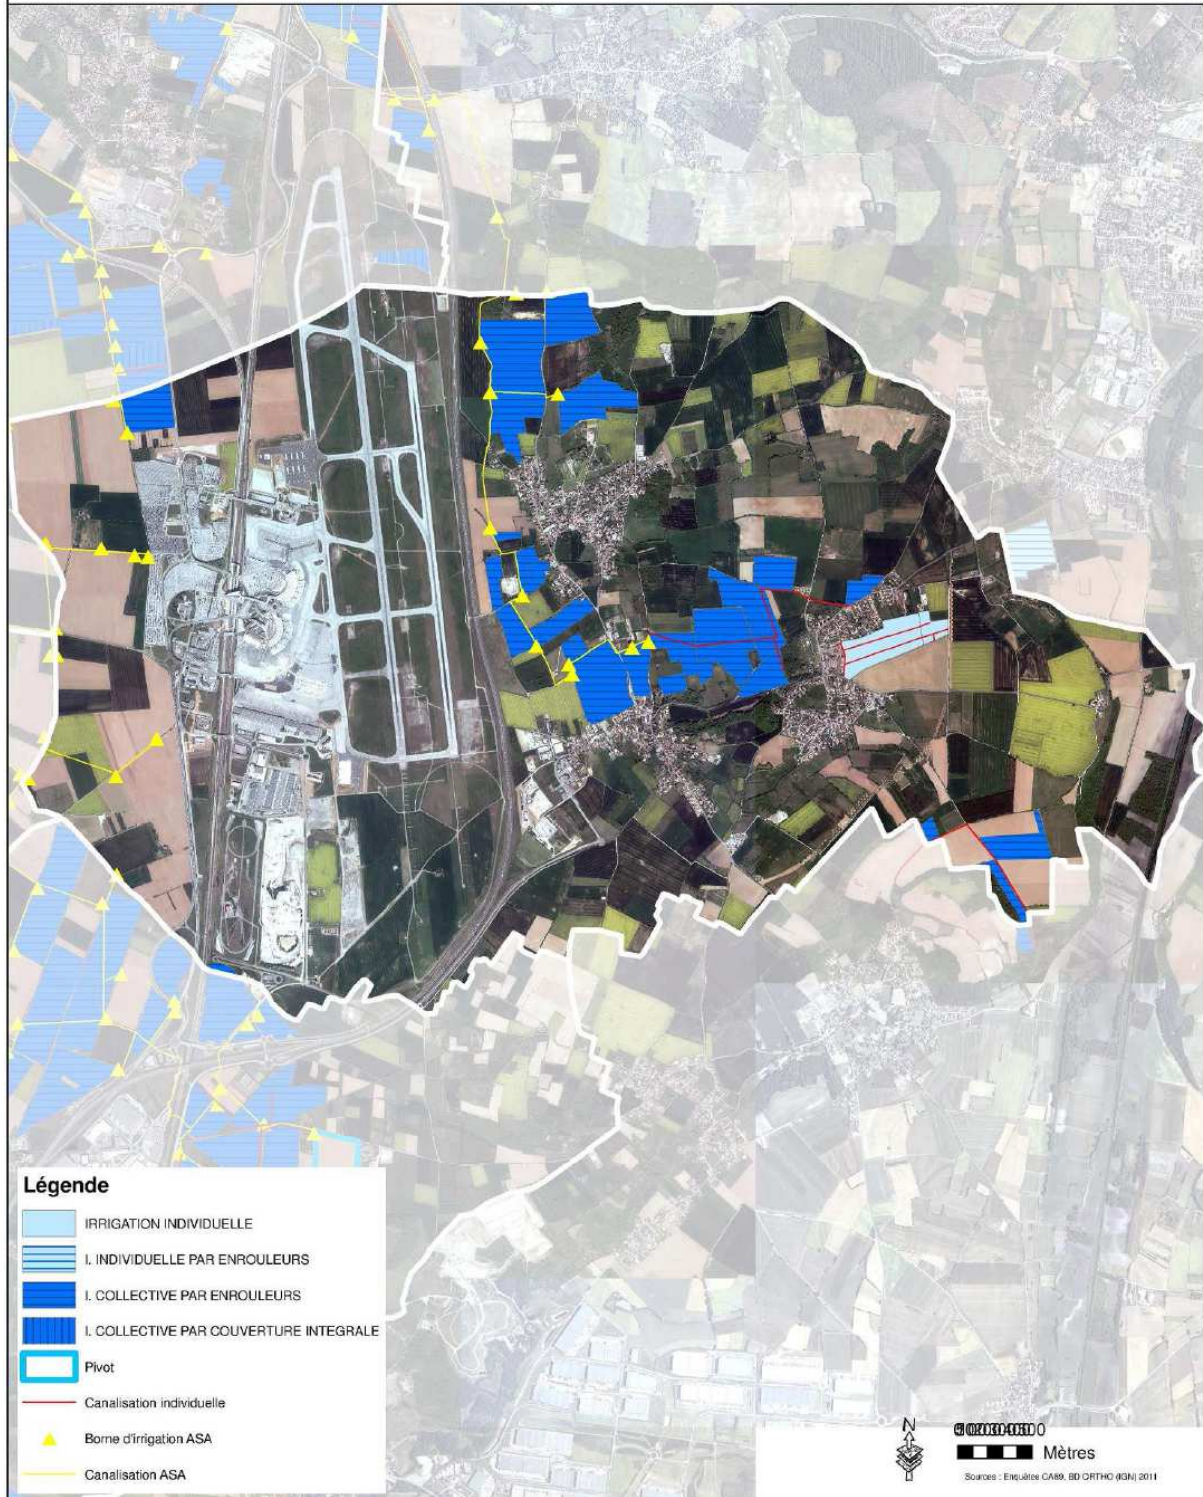 Légende
IRRIGATION INDIVIDUELLE
I. INDIVIDUELLE PAR ENROULEURS
I. COLLECTIVE PAR ENROULEURS
I. COLLECTIVE PAR COUVERTURE INTEGRALE
Pivot
Canalisation individuelle
Borne d'irrigation ASA
Canalisation ASA
N
Mètres
Sources : Enquêtes CA69, BD ORTHO (IGN) 2011